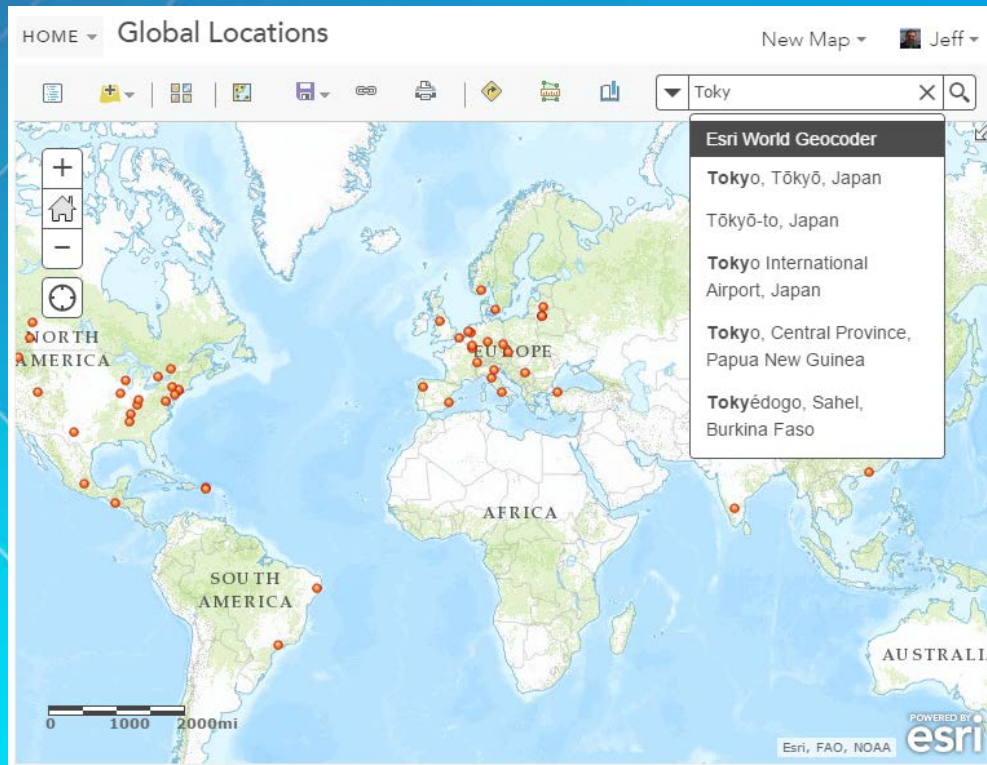 HOME
Global Locations
New Map
Jeff
Toky
Esri World Geocoder
Tokyo, Tōkyō, Japan
Tōkyō-to, Japan
Tokyo International
Airport, Japan
Tokyo, Central Province,
Papua New Guinea
Tokyédogo, Sahel,
Burkina Faso
NORTH
AMERICA
EUROPE
AFRICA
SOUTH
AMERICA
AUSTRALI
0 1000 2000mi
Esri, FAO, NOAA
POWERED BY
esri